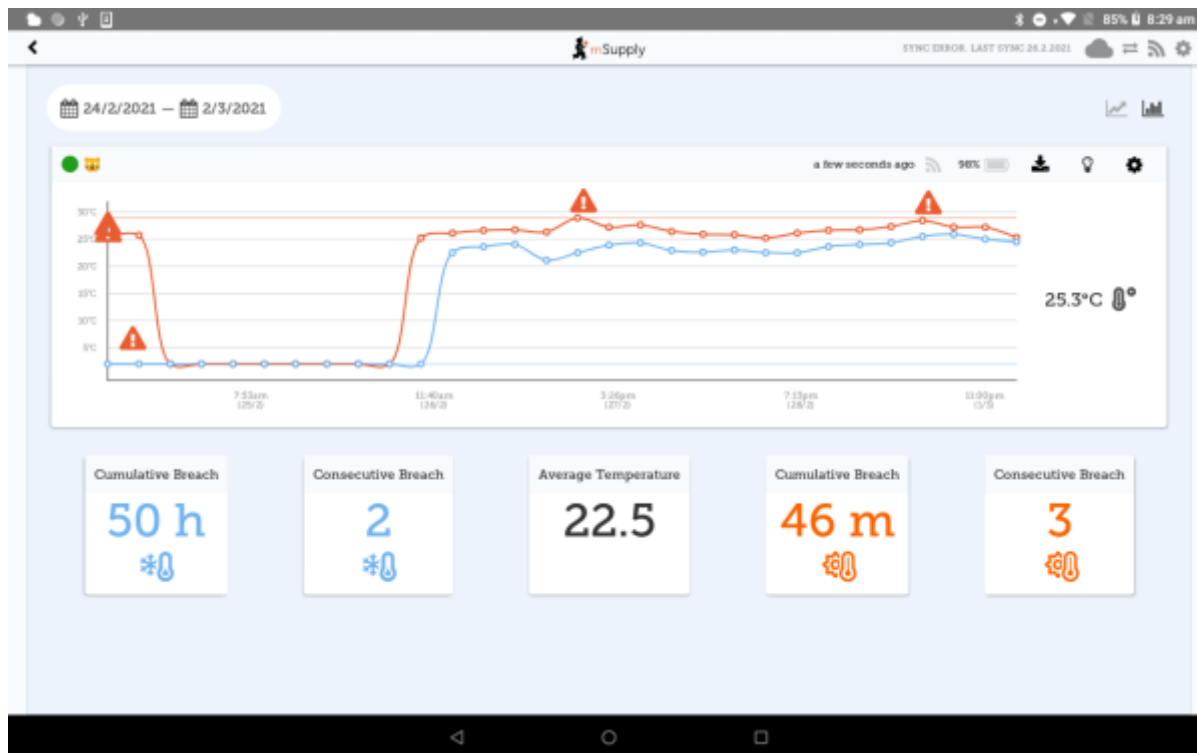 85% 8:29 am
mSupply
SYNC ERROR. LAST SYNC 26.2.2021
24/2/2021 — 2/3/2021
a few seconds ago 98%
30°C
25°C
20°C
15°C
10°C
5°C
25.3°C
7:53am 11:40am 3:26pm 7:13pm 11:00pm
(25/2) (26/2) (27/2) (28/2) (1/3)
Cumulative Breach Consecutive Breach Average Temperature Cumulative Breach Consecutive Breach
50 h 2 22.5 46 m 3